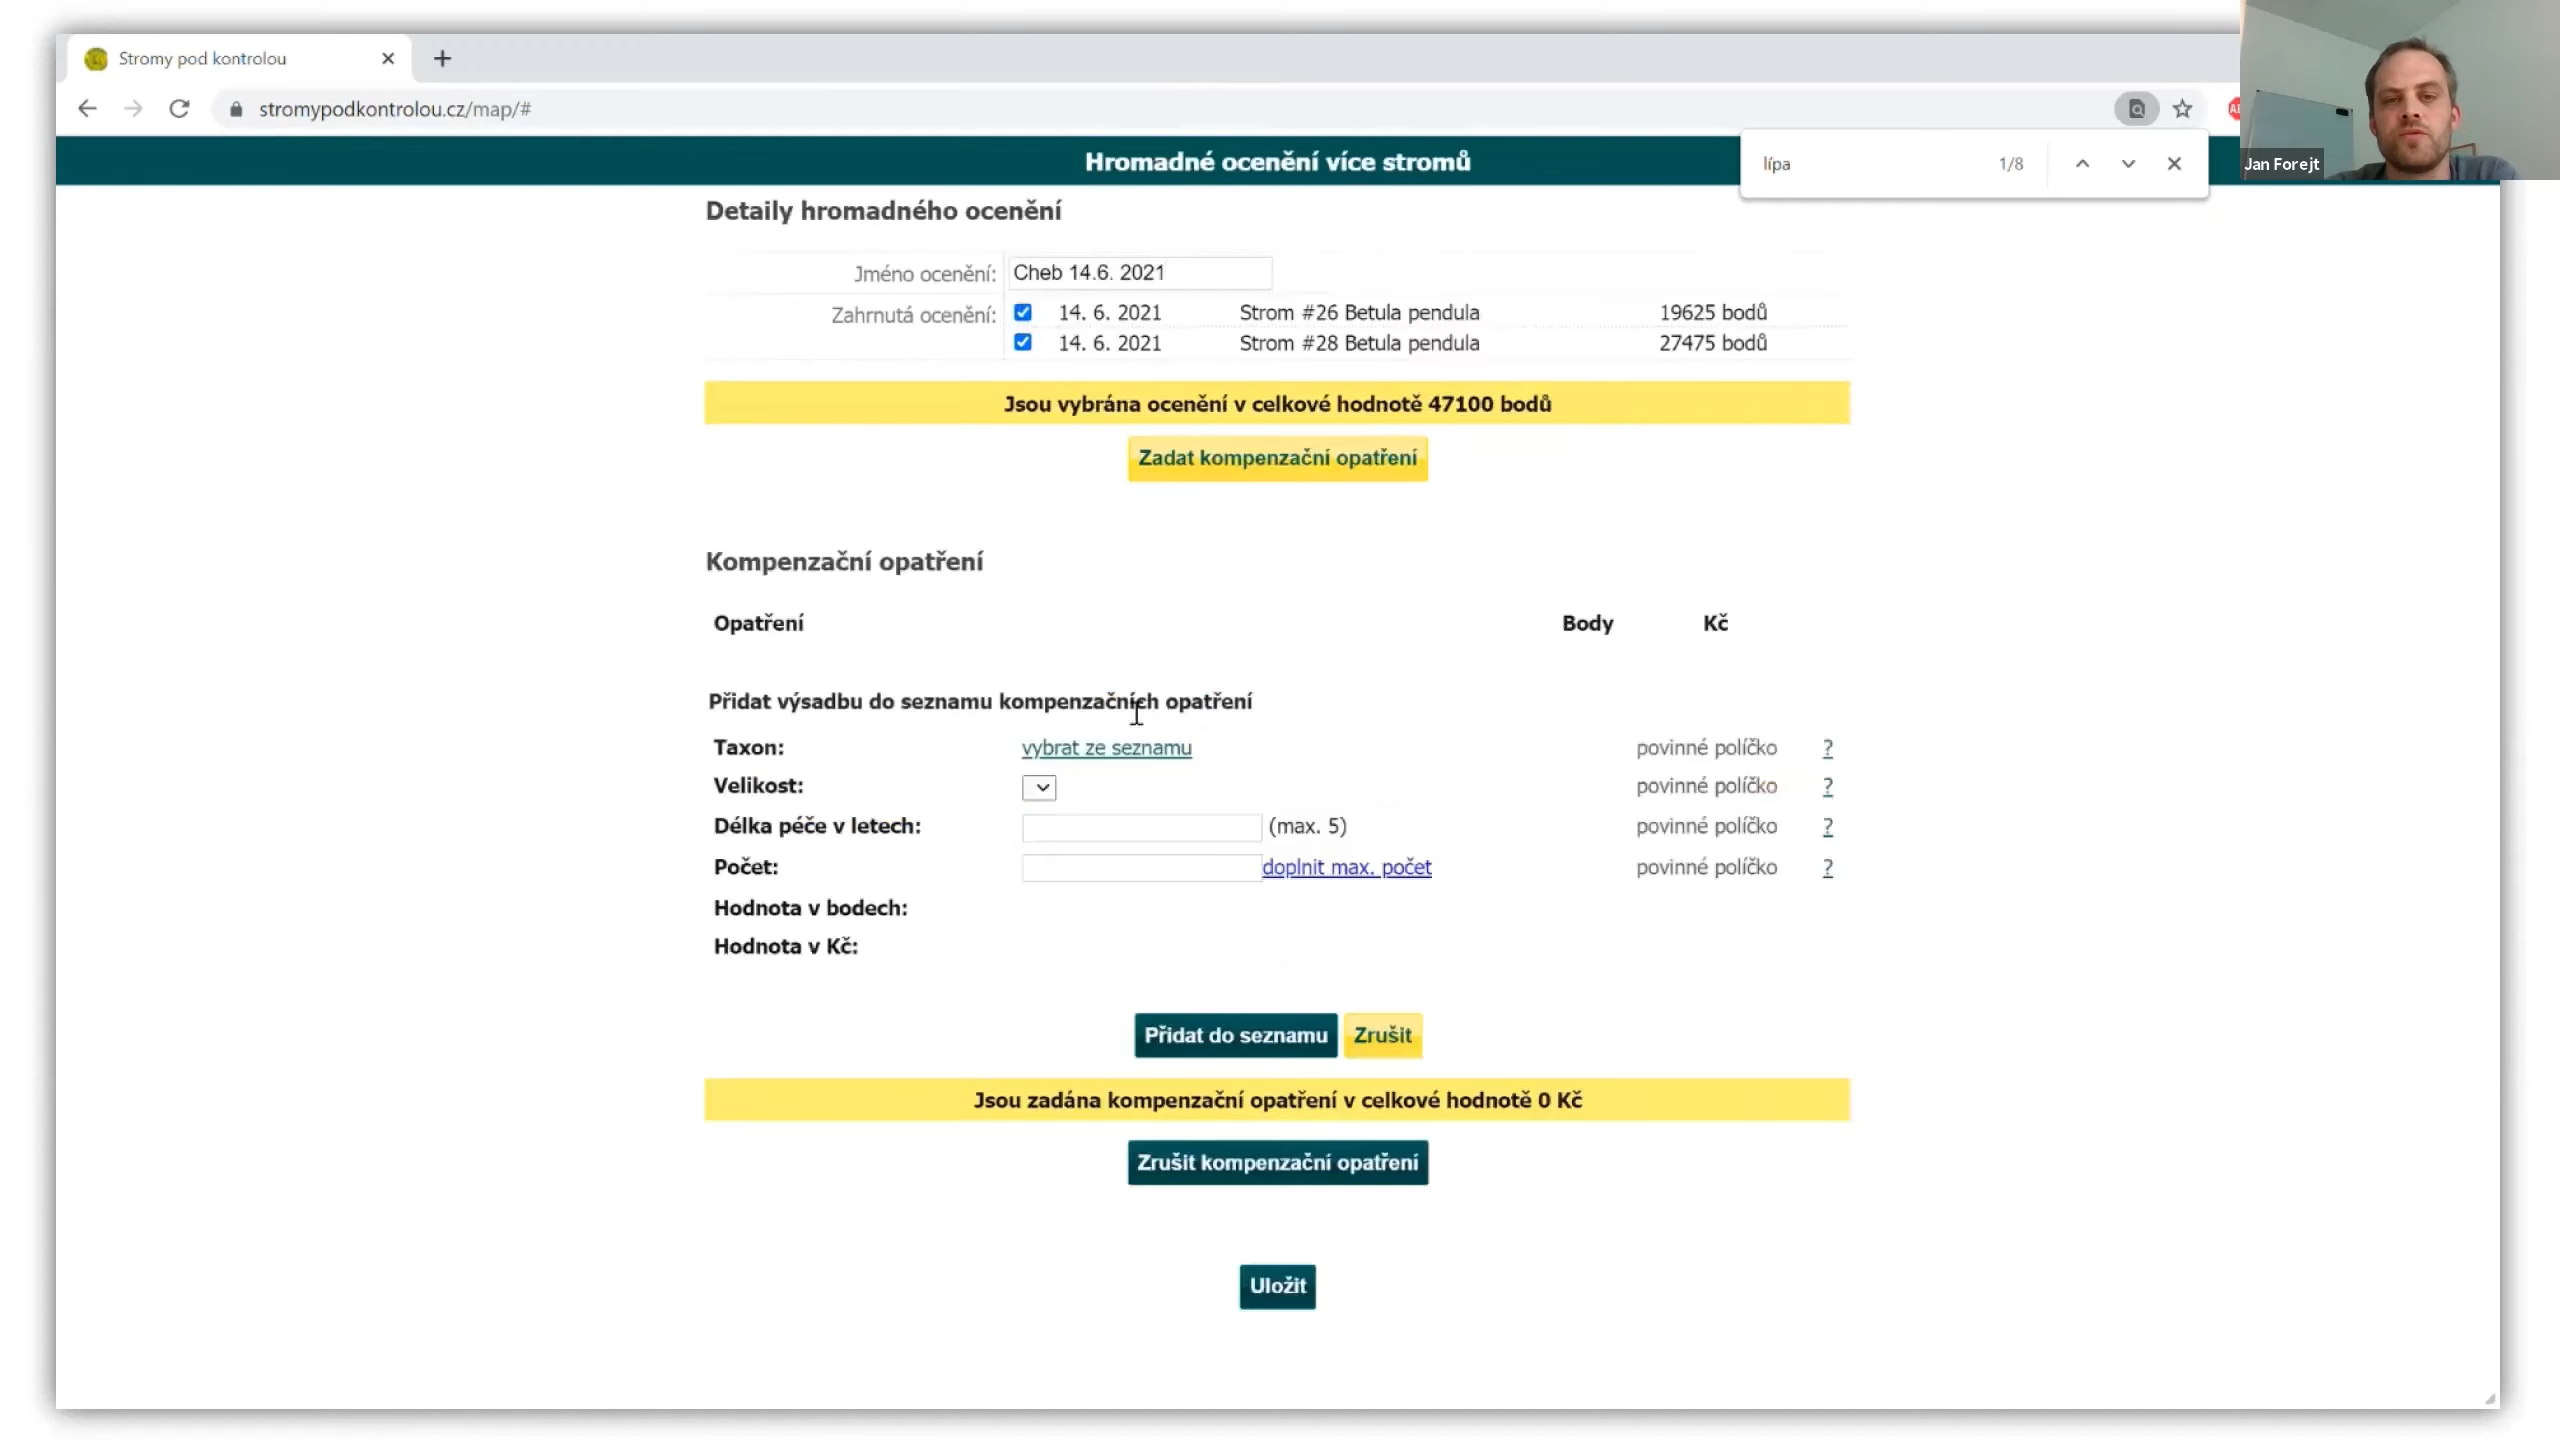 Stromy pod kontrolou
stromypodkontrolou.cz/map/#
Jan Forejt
Hromadné ocenění více stromů
lípa 1/8
Detaily hromadného ocenění
Jméno ocenění: Cheb 14.6. 2021
Zahrnutá ocenění: 14. 6. 2021 Strom #26 Betula pendula 19625 bodů
14. 6. 2021 Strom #28 Betula pendula 27475 bodů
Jsou vybrána ocenění v celkové hodnotě 47100 bodů
Zadat kompenzační opatření
Kompenzační opatření
Opatření Body Kč
Přidat výsadbu do seznamu kompenzačních opatření
Taxon: vybrat ze seznamu povinné políčko ?
Velikost: povinné políčko ?
Délka péče v letech: (max. 5) povinné políčko ?
Počet: doplnit max. počet povinné políčko ?
Hodnota v bodech:
Hodnota v Kč:
Přidat do seznamu Zrušit
Jsou zadána kompenzační opatření v celkové hodnotě 0 Kč
Zrušit kompenzační opatření
Uložit